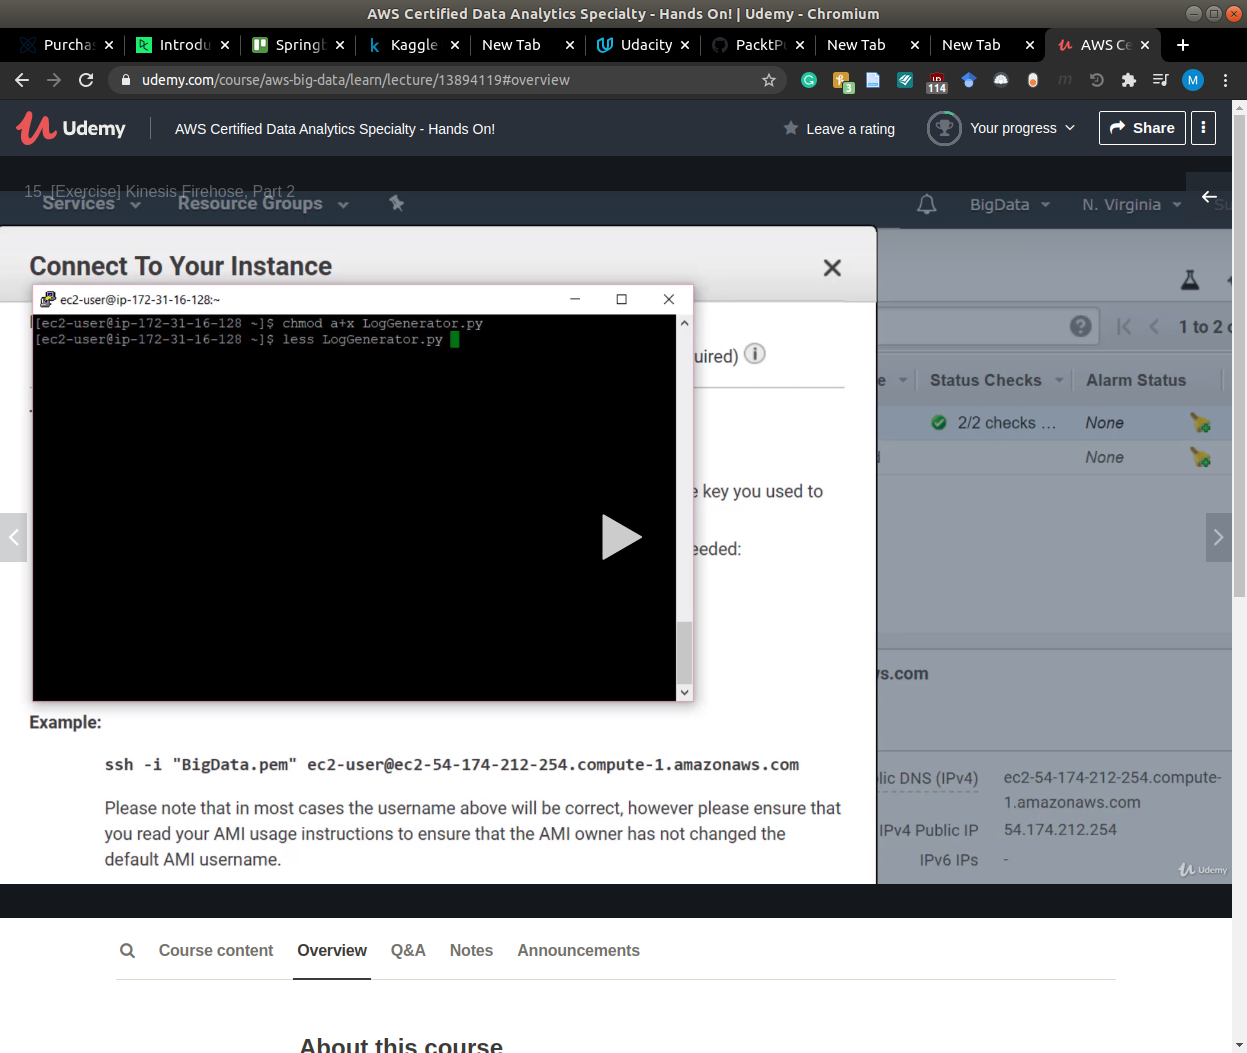 AWS Certified Data Analytics Specialty - Hands On! | Udemy - Chromium
Purchas
Introdu
Springb
Kaggle
New Tab
Udacity
PacktPu
New Tab
New Tab
AWS Ce
udemy.com/course/aws-big-data/learn/lecture/13894119#overview
3
114
M
Udemy
AWS Certified Data Analytics Specialty - Hands On!
Leave a rating
Your progress
Share
15. [Exercise] Kinesis Firehose, Part 2
Services
Resource Groups
BigData
N. Virginia
Su
Connect To Your Instance
ec2-user@ip-172-31-16-128:~
[ec2-user@ip-172-31-16-128 ~]$ chmod a+x LogGenerator.py
[ec2-user@ip-172-31-16-128 ~]$ less LogGenerator.py
uired)
1 to 2 o
e
Status Checks
Alarm Status
2/2 checks ...
None
None
e key you used to
eeded:
vs.com
Example:
ssh -i "BigData.pem" ec2-user@ec2-54-174-212-254.compute-1.amazonaws.com
Please note that in most cases the username above will be correct, however please ensure that
you read your AMI usage instructions to ensure that the AMI owner has not changed the
default AMI username.
lic DNS (IPv4)
ec2-54-174-212-254.compute-
1.amazonaws.com
IPv4 Public IP
54.174.212.254
IPv6 IPs
-
Udemy
Course content
Overview
Q&A
Notes
Announcements
About this course